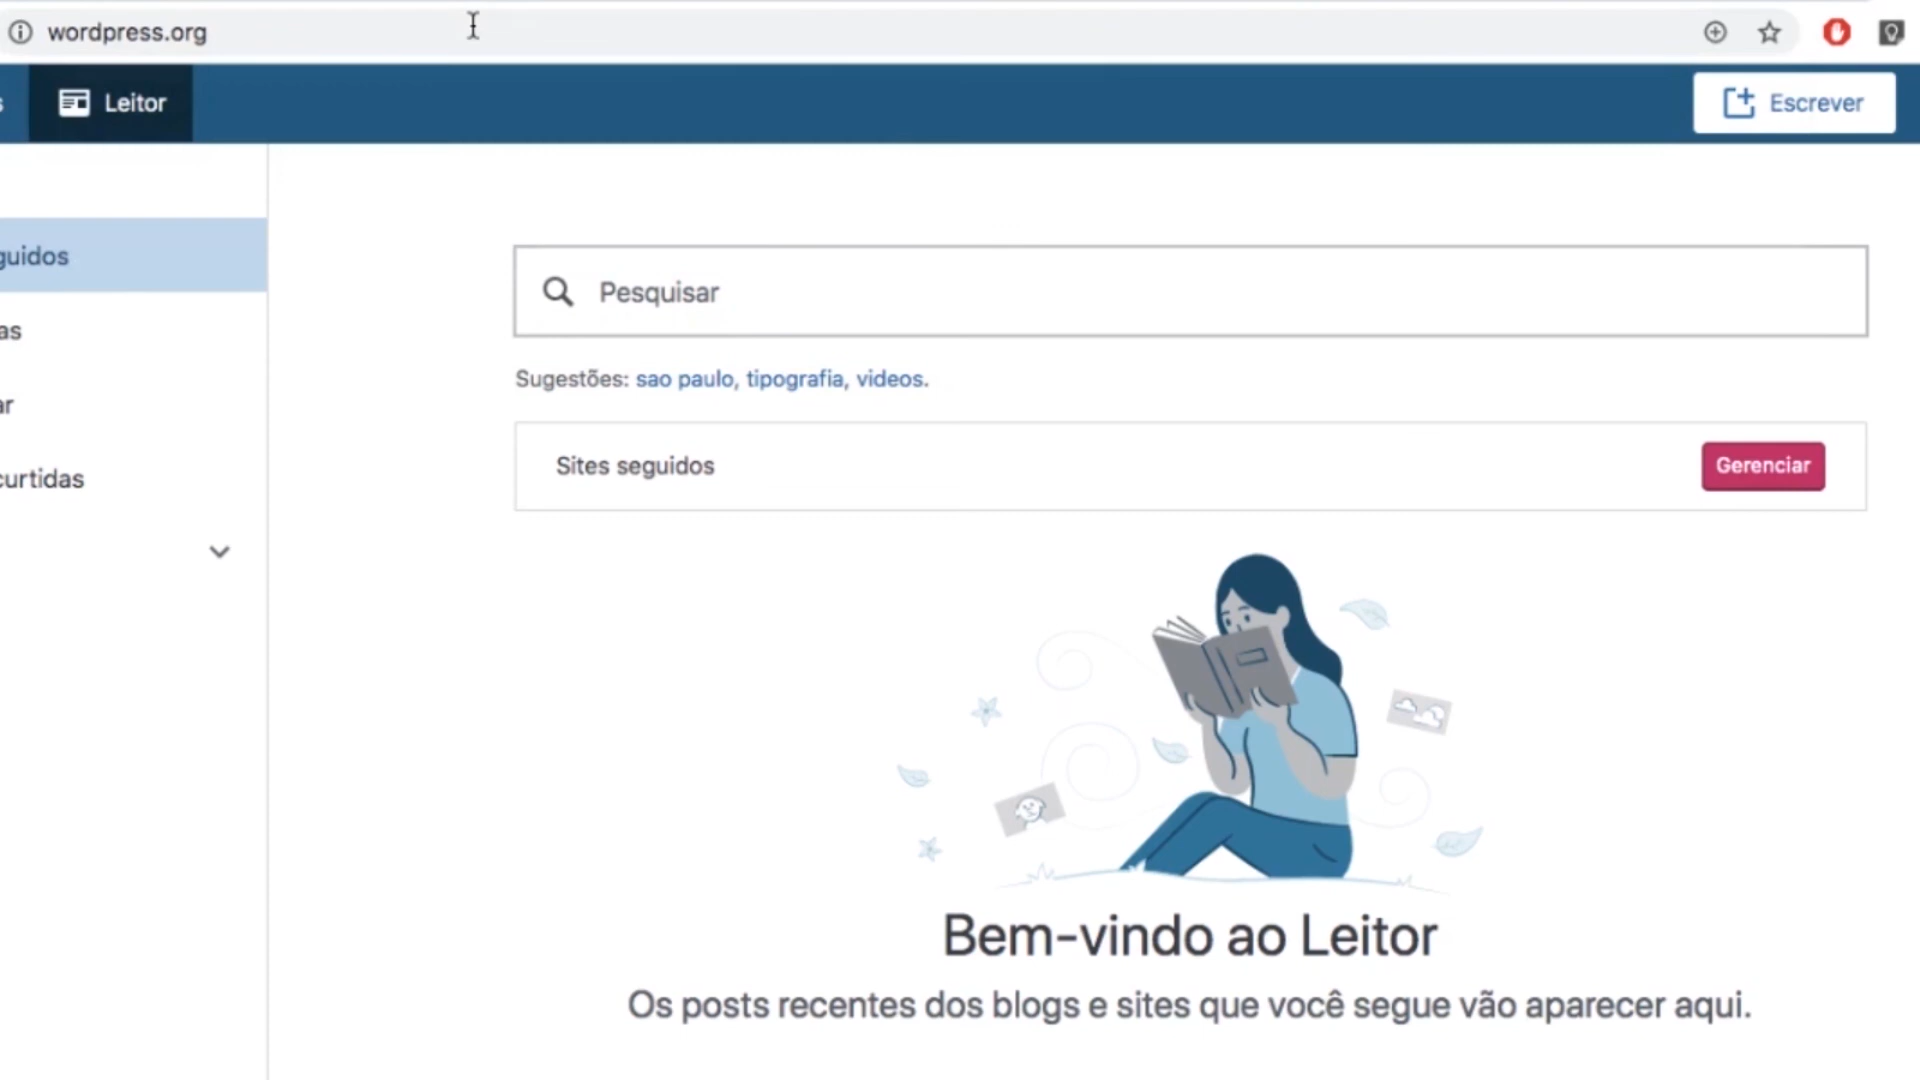 wordpress.org
s
Leitor
Escrever
guidos
Pesquisar
as
Sugestões: sao paulo, tipografia, videos.
ar
Sites seguidos
Gerenciar
curtidas
Bem-vindo ao Leitor
Os posts recentes dos blogs e sites que você segue vão aparecer aqui.